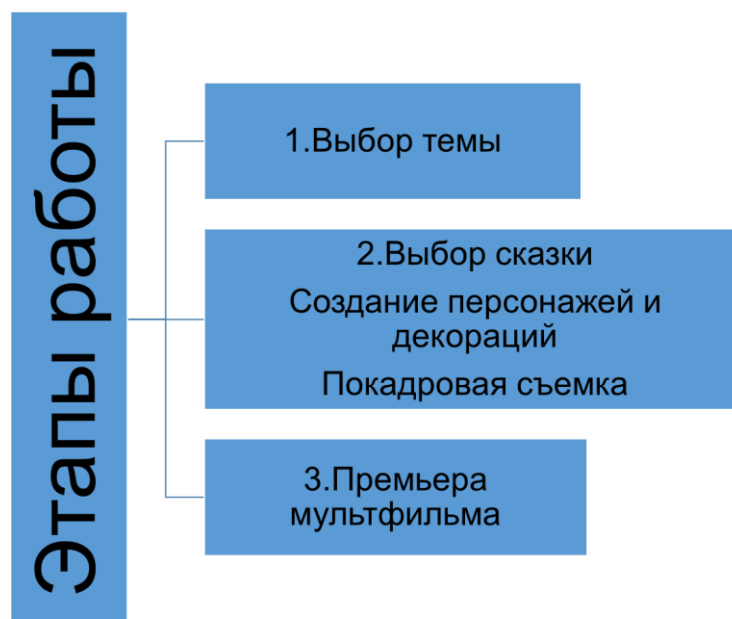 Этапы работы
1.Выбор темы
2.Выбор сказки
Создание персонажей и
декораций
Покадровая съемка
3.Премьера
мультфильма